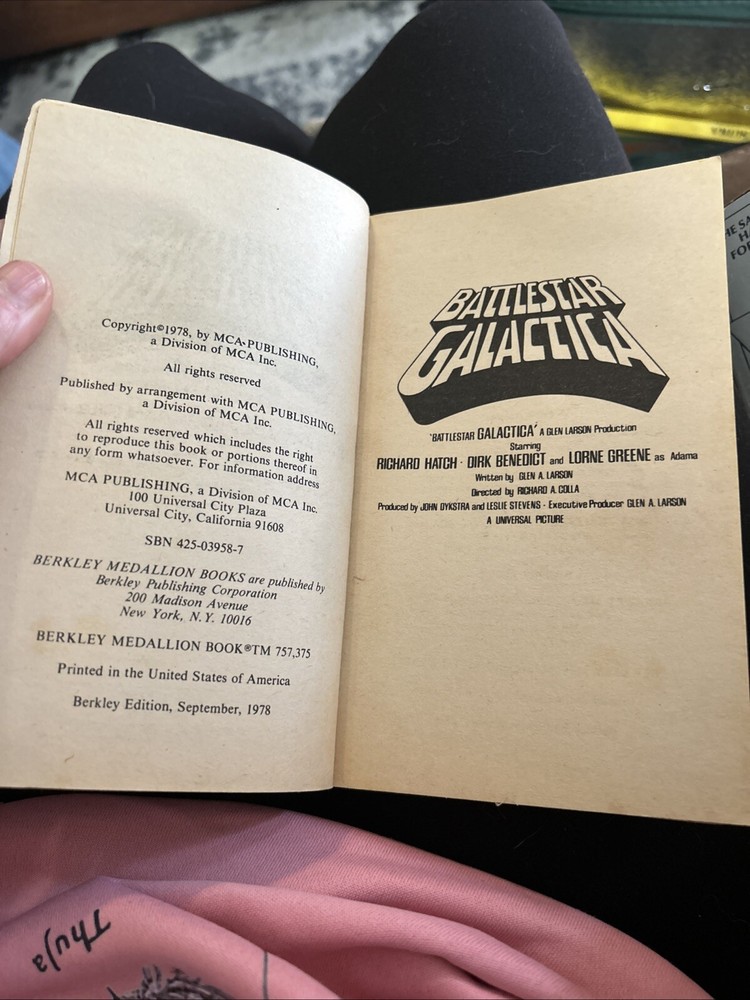 Copyright©1978, by MCA PUBLISHING,
a Division of MCA Inc.
All rights reserved
Published by arrangement with MCA PUBLISHING,
a Division of MCA Inc.
All rights reserved which includes the right
to reproduce this book or portions thereof in
any form whatsoever. For information address
MCA PUBLISHING, a Division of MCA Inc.
100 Universal City Plaza
Universal City, California 91608
SBN 425-03958-7
BERKLEY MEDALLION BOOKS are published by
Berkley Publishing Corporation
200 Madison Avenue
New York, N.Y. 10016
BERKLEY MEDALLION BOOK®TM 757,375
Printed in the United States of America
Berkley Edition, September, 1978
BATTLESTAR
GALACTICA
'BATTLESTAR GALACTICA' A GLEN LARSON Production
Starring
RICHARD HATCH · DIRK BENEDICT and LORNE GREENE as Adama
Written by GLEN A. LARSON
Directed by RICHARD A. COLLA
Produced by JOHN DYKSTRA and LESLIE STEVENS · Executive Producer GLEN A. LARSON
A UNIVERSAL PICTURE
Thuja